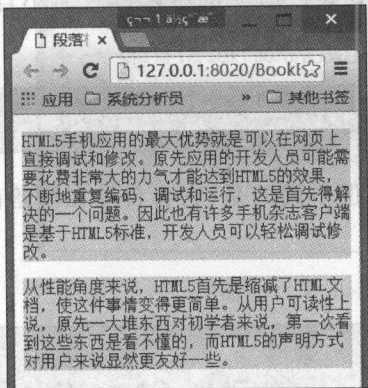 段落
127.0.0.1:8020/Book
应用 系统分析员 » 其他书签
HTML5手机应用的最大优势就是可以在网页上
直接调试和修改。原先应用的开发人员可能需
要花费非常大的力气才能达到HTML5的效果，
不断地重复编码、调试和运行，这是首先得解
决的一个问题。因此也有许多手机杂志客户端
是基于HTML5标准，开发人员可以轻松调试修
改。
从性能角度来说，HTML5首先是缩减了HTML文
档，使这件事情变得更简单。从用户可读性上
说，原先一大堆东西对初学者来说，第一次看
到这些东西是看不懂的，而HTML5的声明方式
对用户来说显然更友好一些。